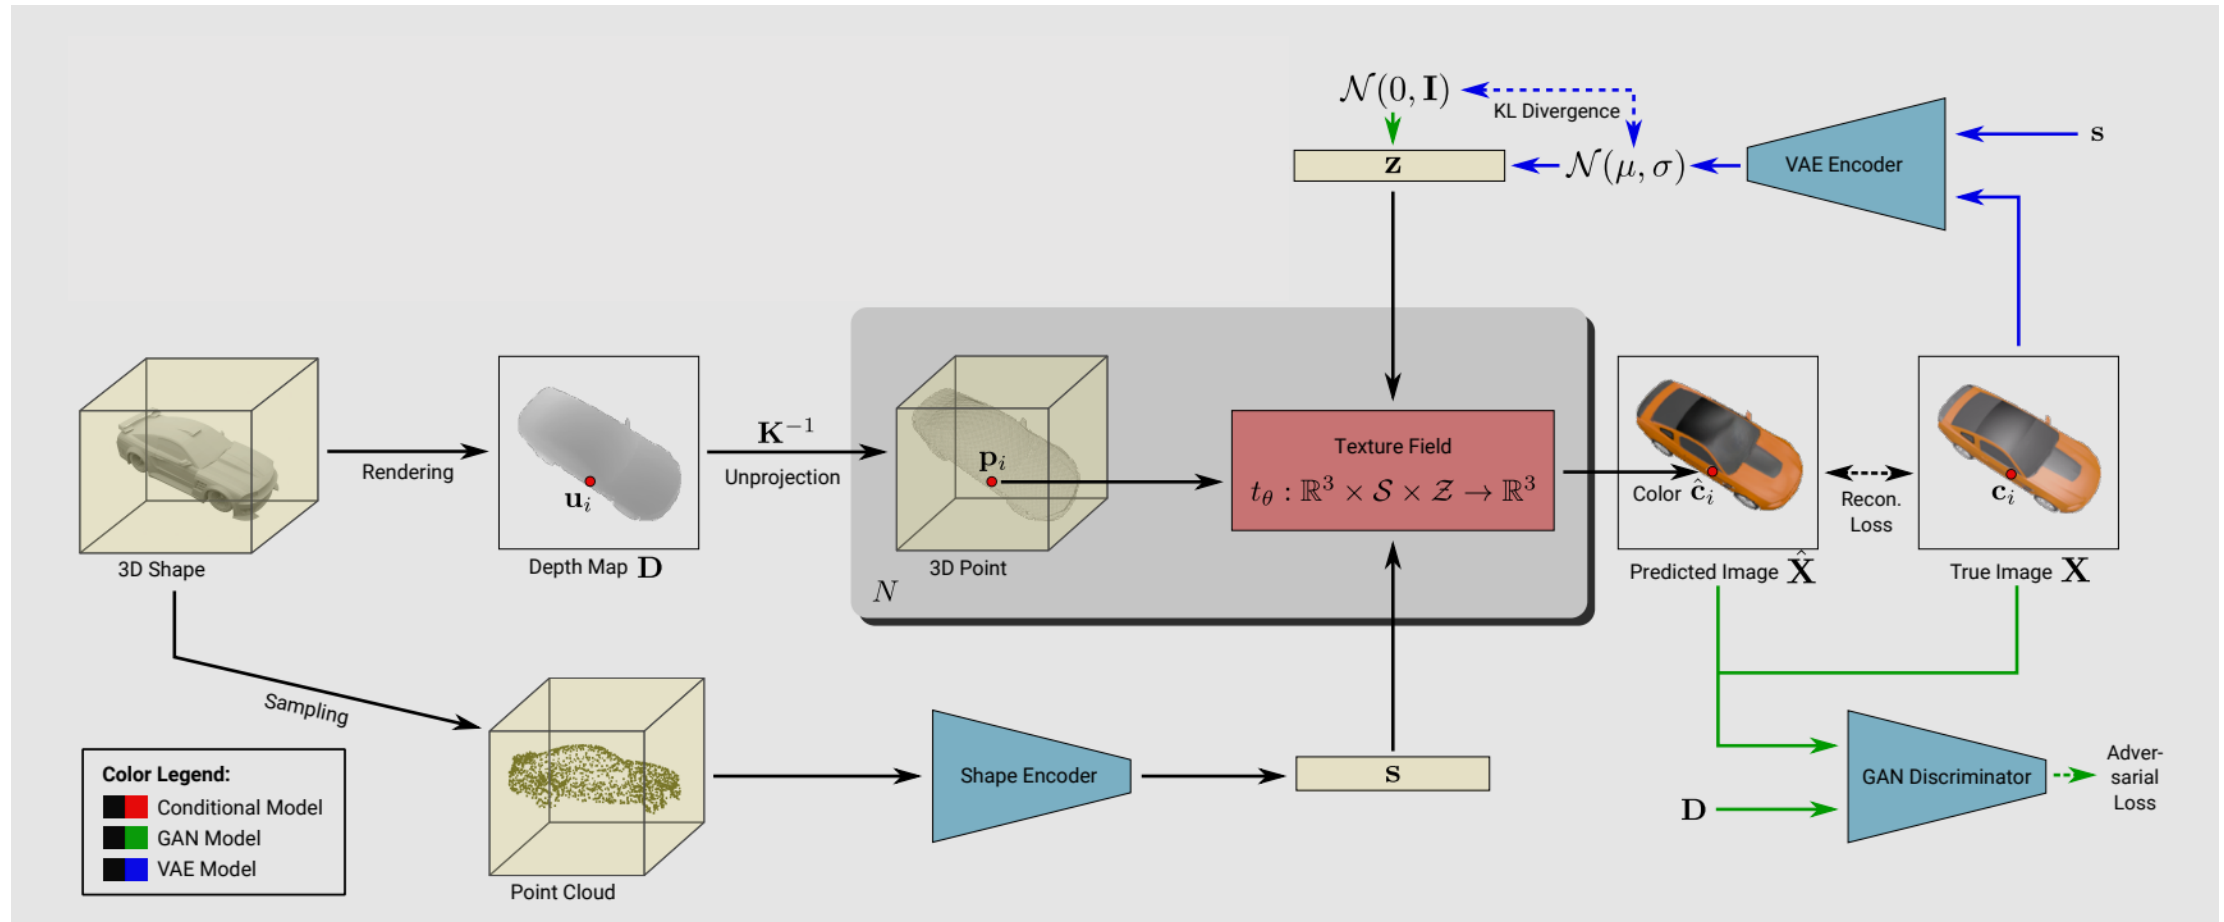 𝒩(0, I)
KL Divergence
z
𝒩(μ, σ)
VAE Encoder
s
3D Shape
Rendering
u_i
Depth Map D
K⁻¹
Unprojection
p_i
3D Point
N
Texture Field
t_θ : ℝ³ × 𝒮 × 𝒵 → ℝ³
Color ĉ_i
Predicted Image X̂
Recon.
Loss
c_i
True Image X
Sampling
Point Cloud
Shape Encoder
s
D
GAN Discriminator
Adver-
sarial
Loss
Color Legend:
Conditional Model
GAN Model
VAE Model